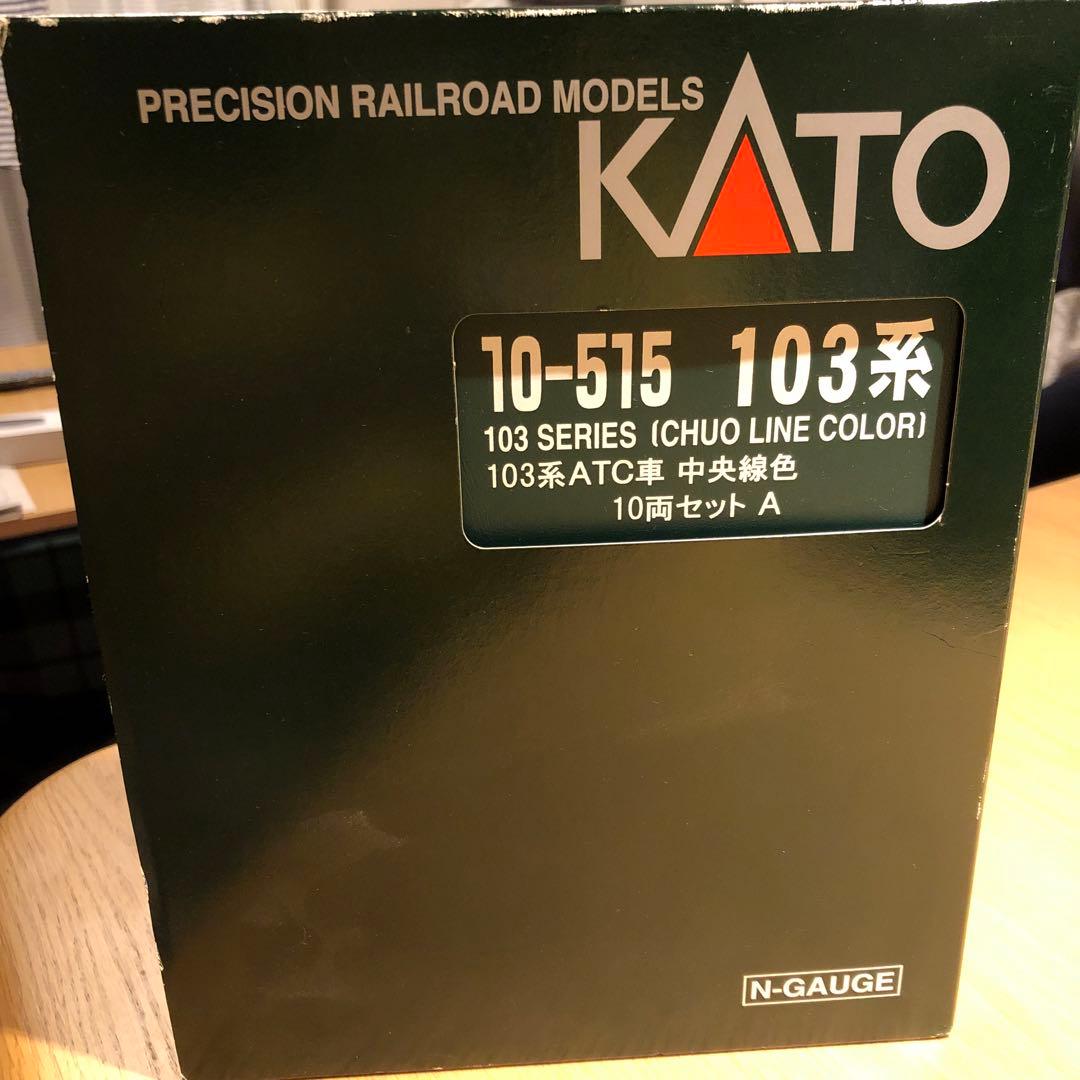 PRECISION RAILROAD MODELS
KATO
10-515 103系
103 SERIES (CHUO LINE COLOR)
103系ATC車 中央線色
10両セット A
N-GAUGE